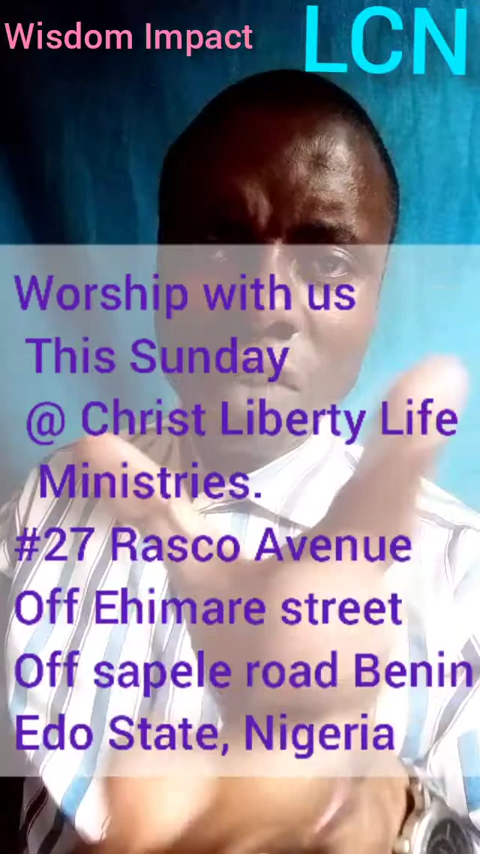 Wisdom Impact
LCN
Worship with us
This Sunday
@ Christ Liberty Life
Ministries.
#27 Rasco Avenue
Off Ehimare street
Off sapele road Benin
Edo State, Nigeria